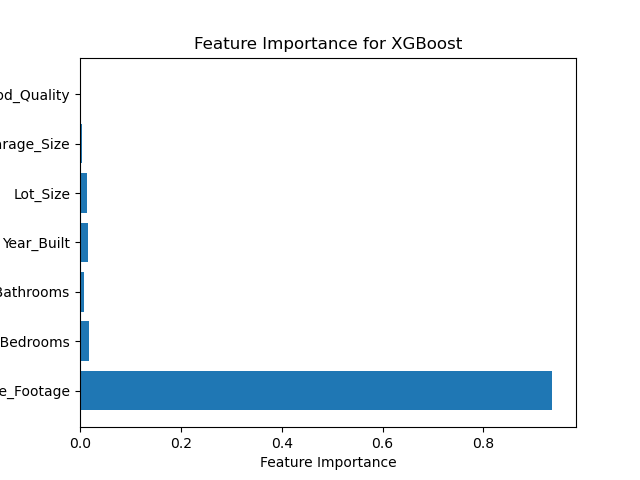 Feature Importance for XGBoost
od_Quality
arage_Size
Lot_Size
Year_Built
Bathrooms
Bedrooms
e_Footage
0.0 0.2 0.4 0.6 0.8
Feature Importance